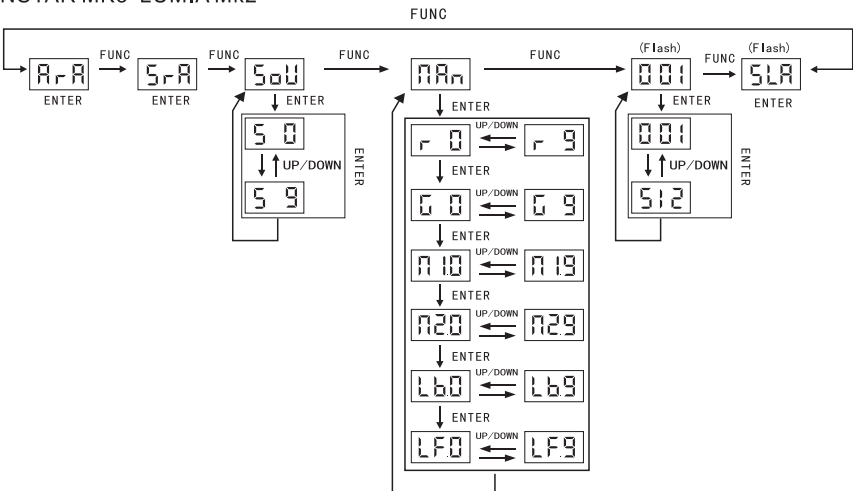 FUNC
(Flash) (Flash)
FUNC FUNC FUNC FUNC FUNC
ArA SrA SoU MAn 001 SLA
ENTER ENTER ENTER ENTER ENTER ENTER
S 0
UP/DOWN
S 9
ENTER
r 0 UP/DOWN r 9
ENTER
G 0 UP/DOWN G 9
ENTER
M1.0 UP/DOWN M1.9
ENTER
M2.0 UP/DOWN M2.9
ENTER
Lb.0 UP/DOWN Lb.9
ENTER
LF.0 UP/DOWN LF.9
001
UP/DOWN
512
ENTER